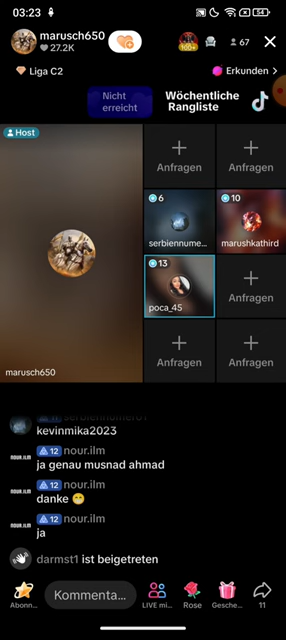 03:23
54
marusch650
27.2K
100+
67
Liga C2
Erkunden >
Nicht erreicht
Wöchentliche Rangliste
Host
Anfragen
Anfragen
6
serbiennume...
10
marushkathird
13
poca_45
Anfragen
Anfragen
Anfragen
marusch650
kevinmika2023
12 nour.ilm
ja genau musnad ahmad
12 nour.ilm
danke 😁
12 nour.ilm
ja
darmst1 ist beigetreten
Abonn...
Kommenta...
LIVE mi...
Rose
Gesche...
11